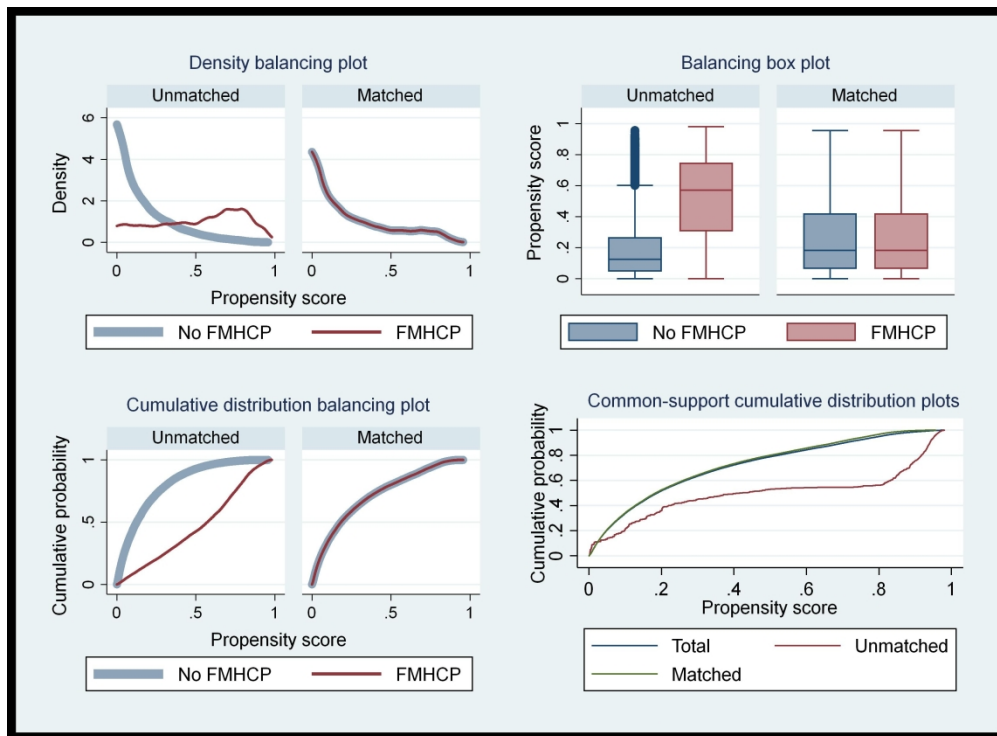 Density balancing plot
Unmatched
Matched
Density
6
4
2
0
0
.5
1
0
.5
1
Propensity score
No FMHCP
FMHCP
Balancing box plot
Unmatched
Matched
Propensity score
1
.8
.6
.4
.2
0
No FMHCP
FMHCP
Cumulative distribution balancing plot
Unmatched
Matched
Cumulative probability
1
.5
0
0
.5
1
0
.5
1
Propensity score
No FMHCP
FMHCP
Common-support cumulative distribution plots
Cumulative probability
1
.8
.6
.4
.2
0
0
.2
.4
.6
.8
1
Propensity score
Total
Unmatched
Matched